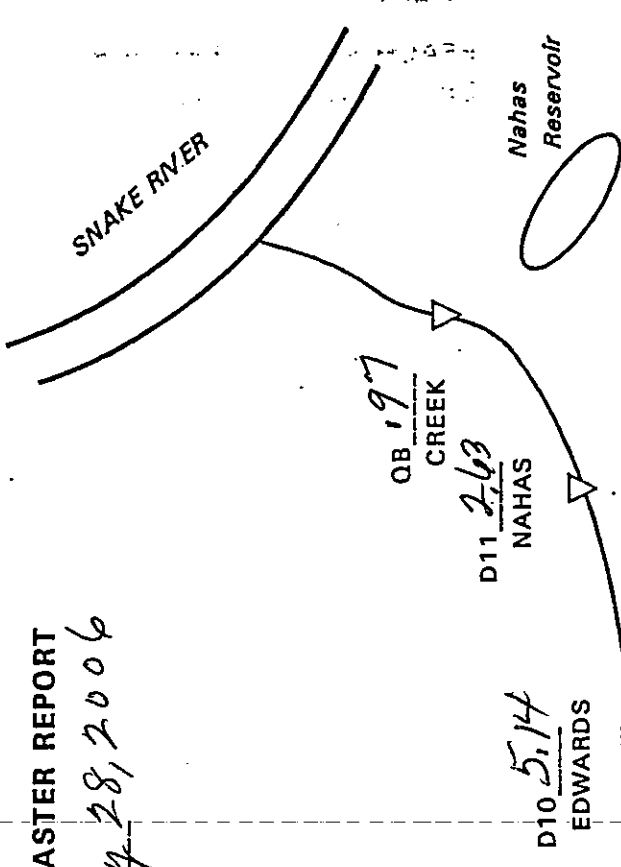 ASTER REPORT
28, 2006
SNAKE RIVER
Nahas
Reservoir
QB .97
CREEK
D11 2.63
NAHAS
D10 5.14
EDWARDS